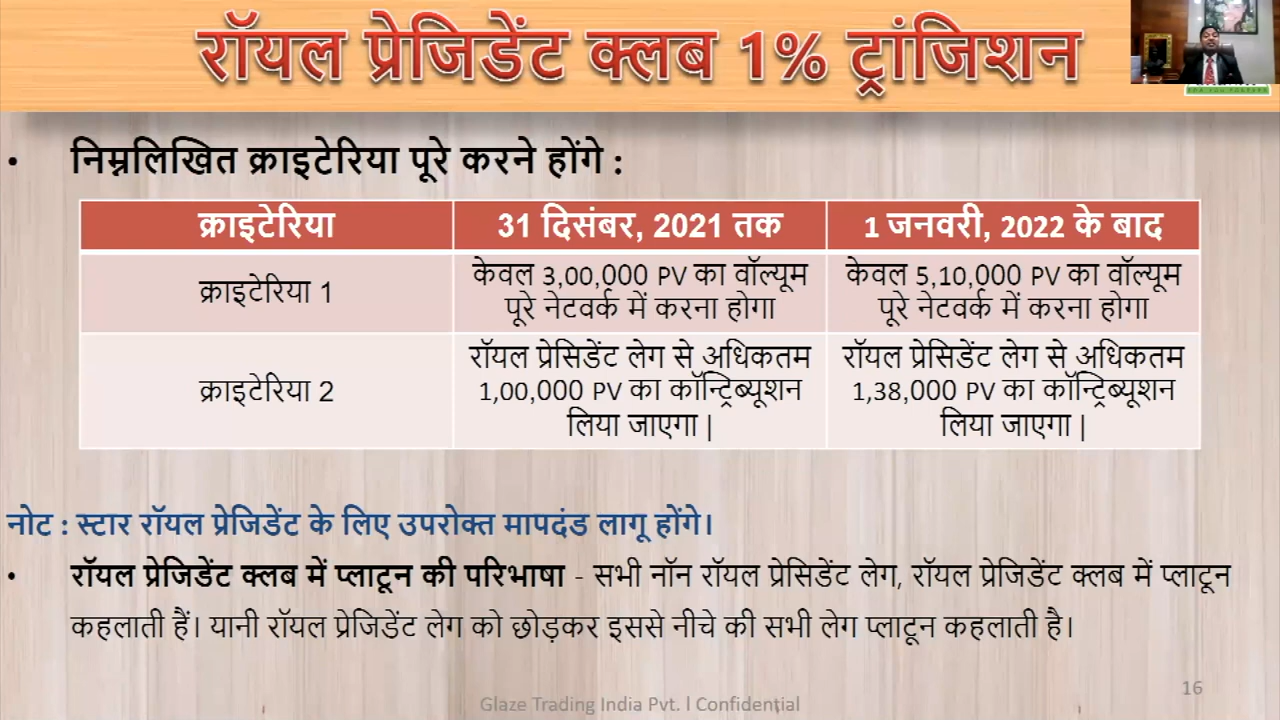 रॉयल प्रेजिडेंट क्लब 1% ट्रांजिशन
• निम्नलिखित क्राइटेरिया पूरे करने होंगे :
क्राइटेरिया 31 दिसंबर, 2021 तक 1 जनवरी, 2022 के बाद
क्राइटेरिया 1 केवल 3,00,000 PV का वॉल्यूम पूरे नेटवर्क में करना होगा केवल 5,10,000 PV का वॉल्यूम पूरे नेटवर्क में करना होगा
क्राइटेरिया 2 रॉयल प्रेसिडेंट लेग से अधिकतम 1,00,000 PV का कॉन्ट्रिब्यूशन लिया जाएगा | रॉयल प्रेसिडेंट लेग से अधिकतम 1,38,000 PV का कॉन्ट्रिब्यूशन लिया जाएगा |
नोट : स्टार रॉयल प्रेजिडेंट के लिए उपरोक्त मापदंड लागू होंगे।
• रॉयल प्रेजिडेंट क्लब में प्लाटून की परिभाषा - सभी नॉन रॉयल प्रेसिडेंट लेग, रॉयल प्रेजिडेंट क्लब में प्लाटून
कहलाती हैं। यानी रॉयल प्रेजिडेंट लेग को छोड़कर इससे नीचे की सभी लेग प्लाटून कहलाती है।
16
Glaze Trading India Pvt. l Confidential